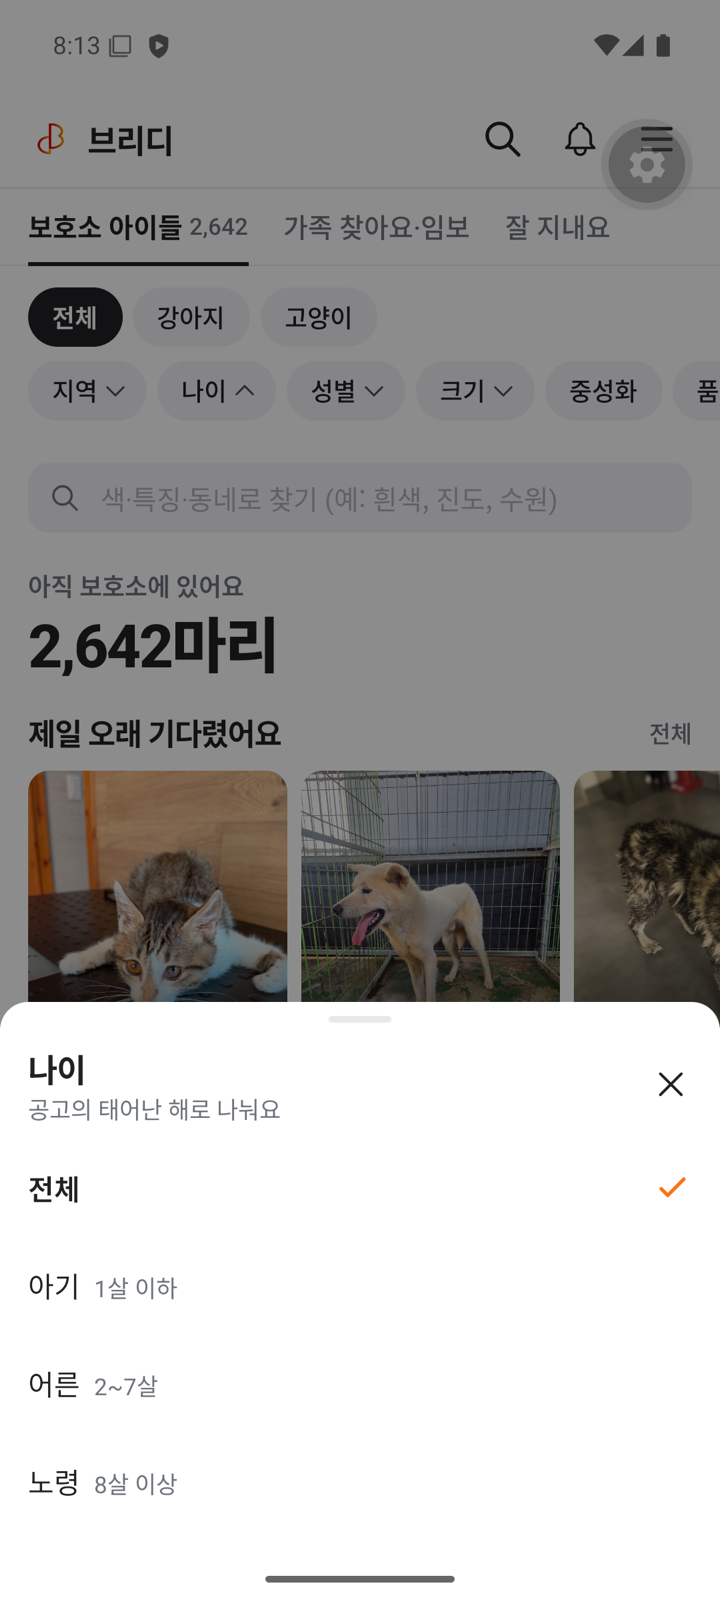 8:13
브리디
보호소 아이들 2,642 가족 찾아요·임보 잘 지내요
전체 강아지 고양이
지역 나이 성별 크기 중성화 품
색·특징·동네로 찾기 (예: 흰색, 진도, 수원)
아직 보호소에 있어요
2,642마리
제일 오래 기다렸어요 전체
나이
공고의 태어난 해로 나눠요
전체
아기 1살 이하
어른 2~7살
노령 8살 이상